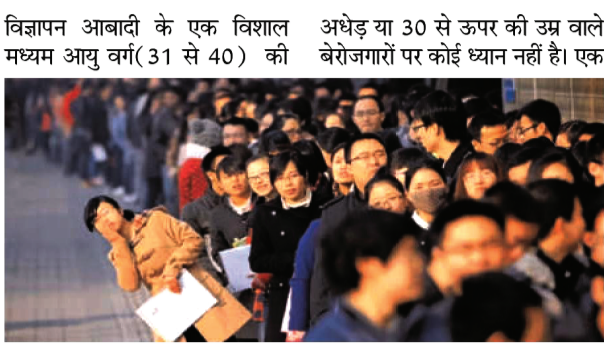 विज्ञापन आबादी के एक विशाल
मध्यम आयु वर्ग(31 से 40) की
अधेड़ या 30 से ऊपर की उम्र वाले
बेरोजगारों पर कोई ध्यान नहीं है। एक